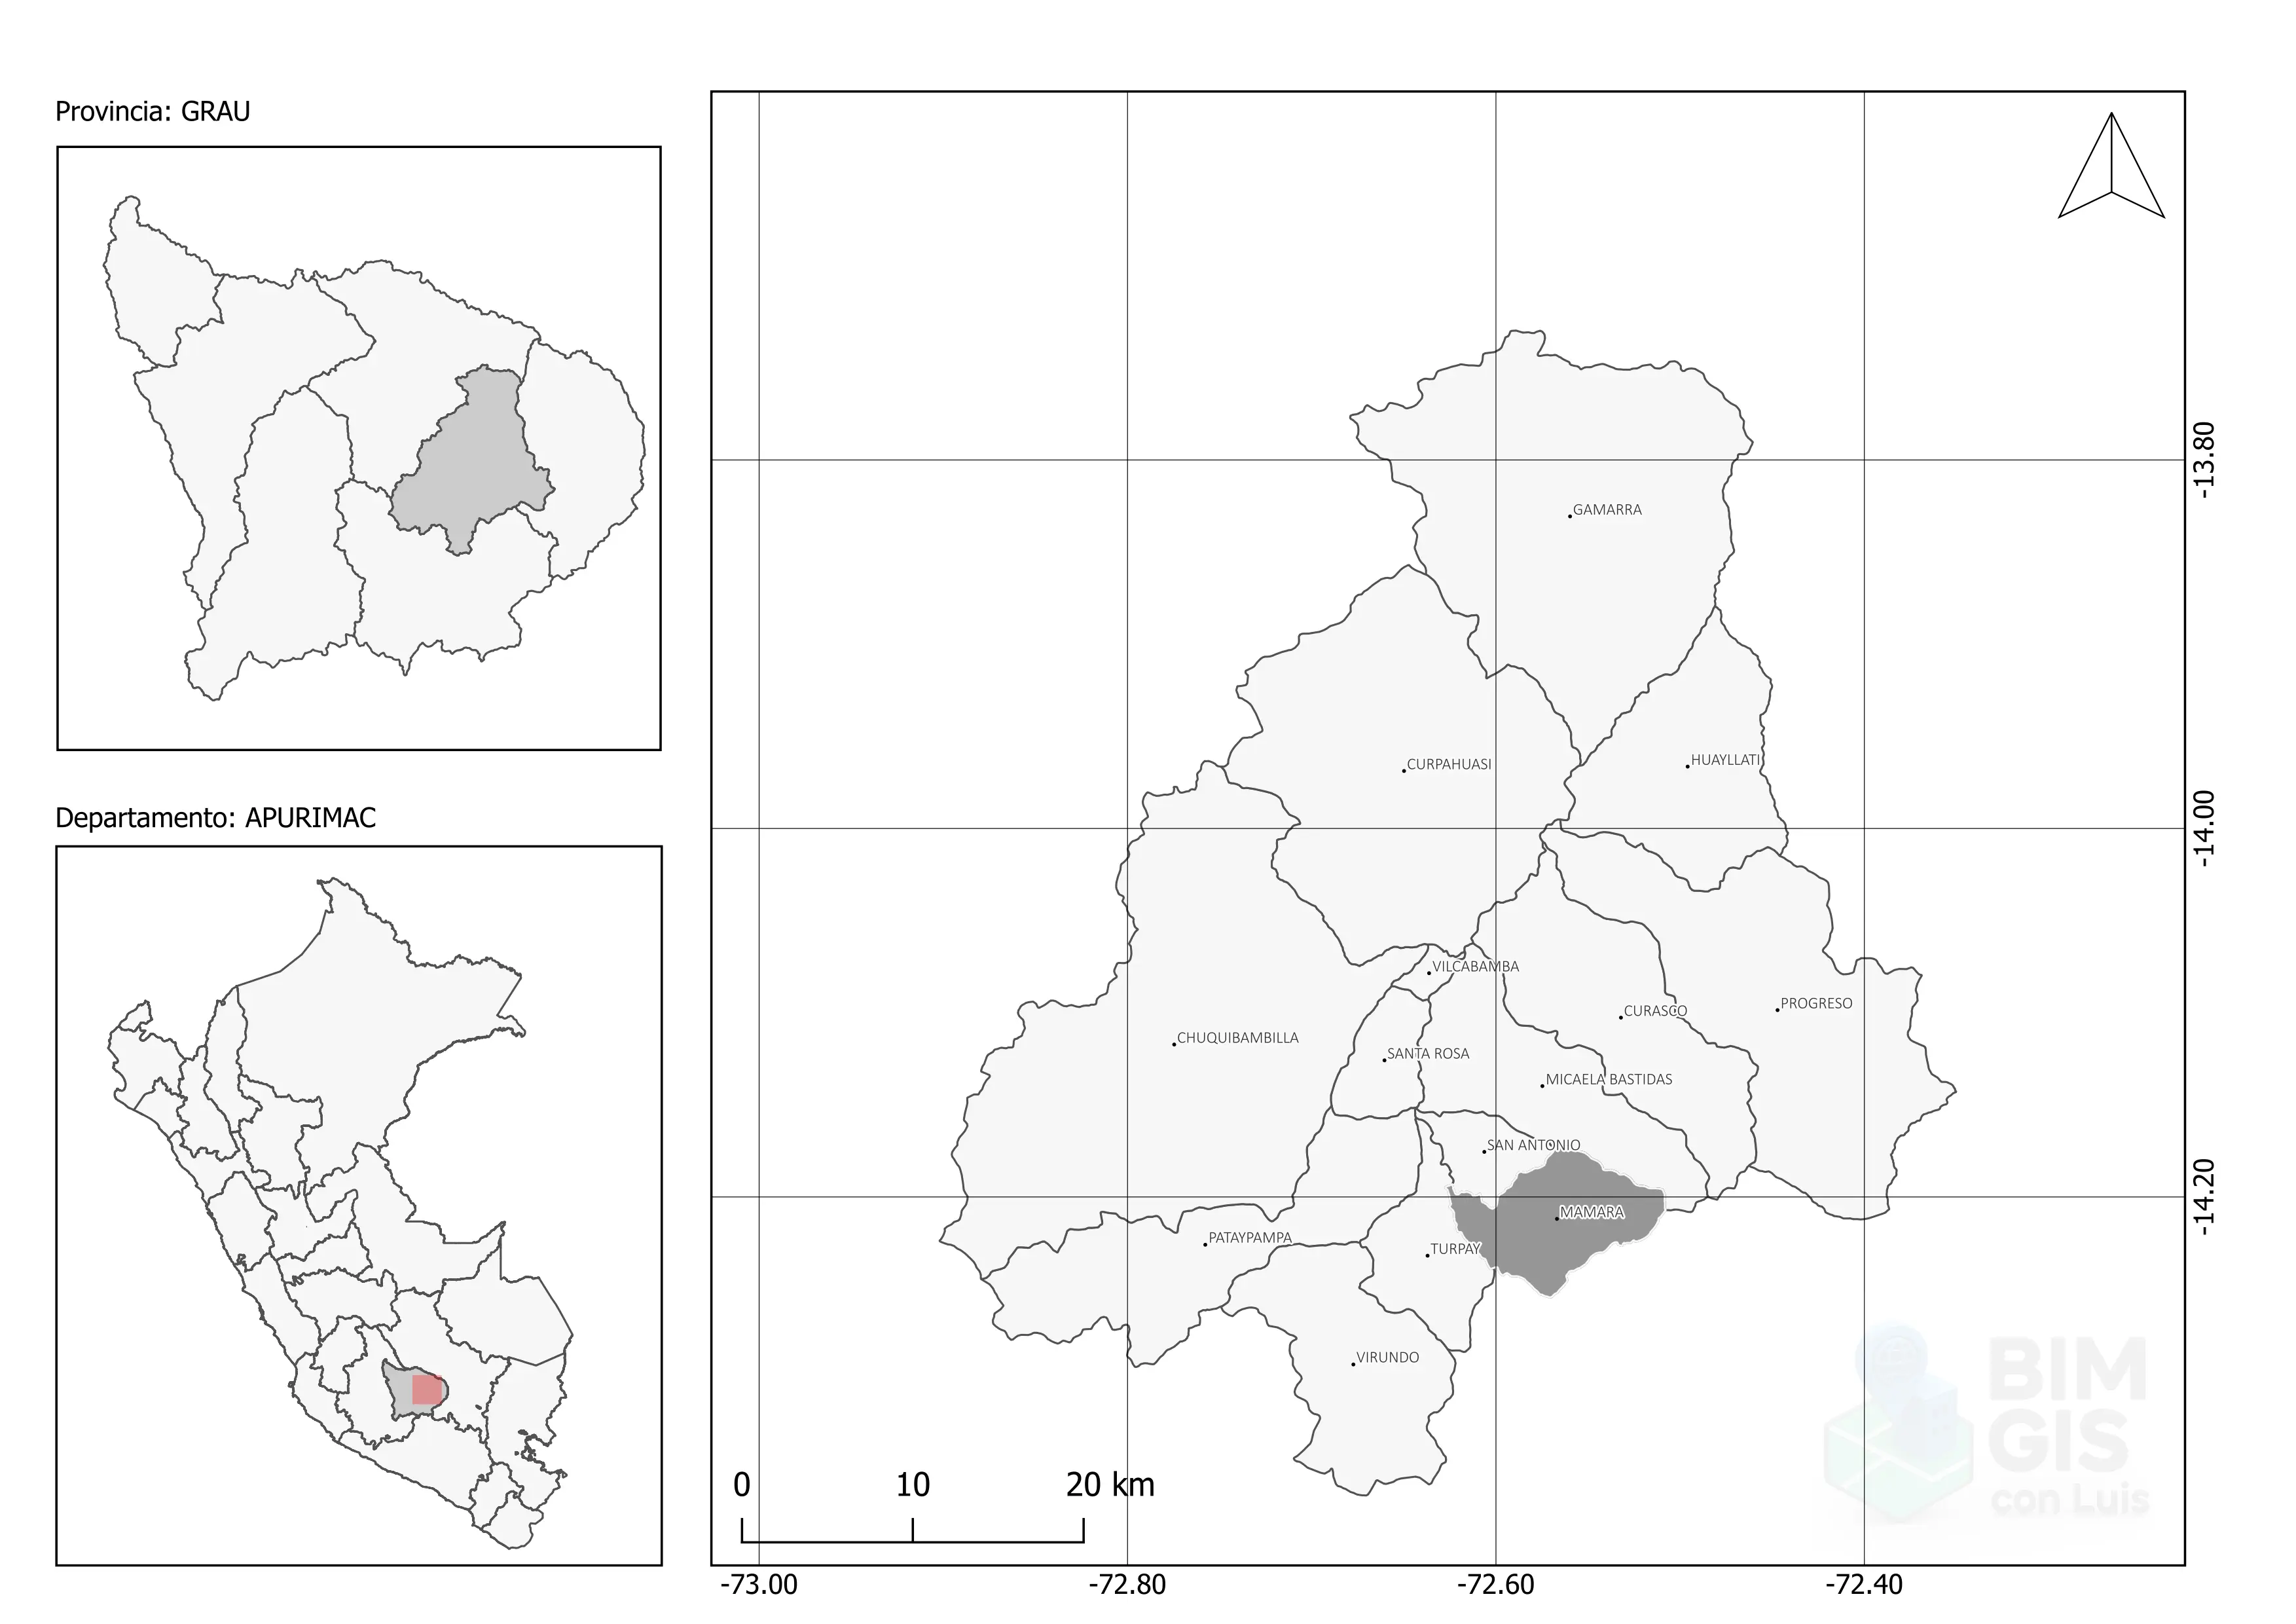 Provincia: GRAU
Departamento: APURIMAC
GAMARRA
CURPAHUASI
HUAYLLATI
VILCABAMBA
CURASCO
PROGRESO
CHUQUIBAMBILLA
SANTA ROSA
MICAELA BASTIDAS
SAN ANTONIO
MAMARA
PATAYPAMPA
TURPAY
VIRUNDO
-13.80
-14.00
-14.20
0 10 20 km
-73.00 -72.80 -72.60 -72.40
BIM
GIS
con Luis